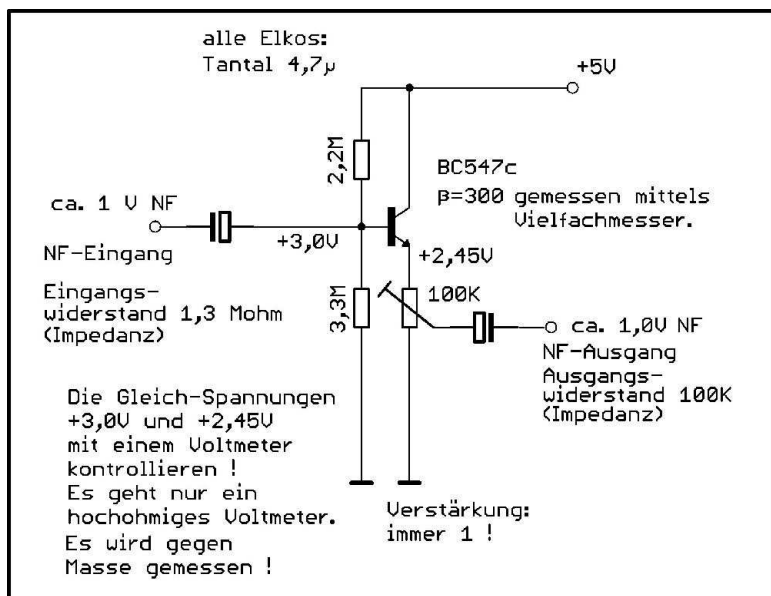 alle Elkos:
Tantal 4,7µ
+5V
2,2M
BC547c
β=300 gemessen mittels
Vielfachmesser.
ca. 1 V NF
+3,0V
NF-Eingang
+2,45V
Eingangs-
widerstand 1,3 Mohm
(Impedanz)
3,3M
100K
ca. 1,0V NF
NF-Ausgang
Ausgangs-
widerstand 100K
(Impedanz)
Die Gleich-Spannungen
+3,0V und +2,45V
mit einem Voltmeter
kontrollieren !
Es geht nur ein
hochohmiges Voltmeter.
Es wird gegen
Masse gemessen !
Verstärkung:
immer 1 !